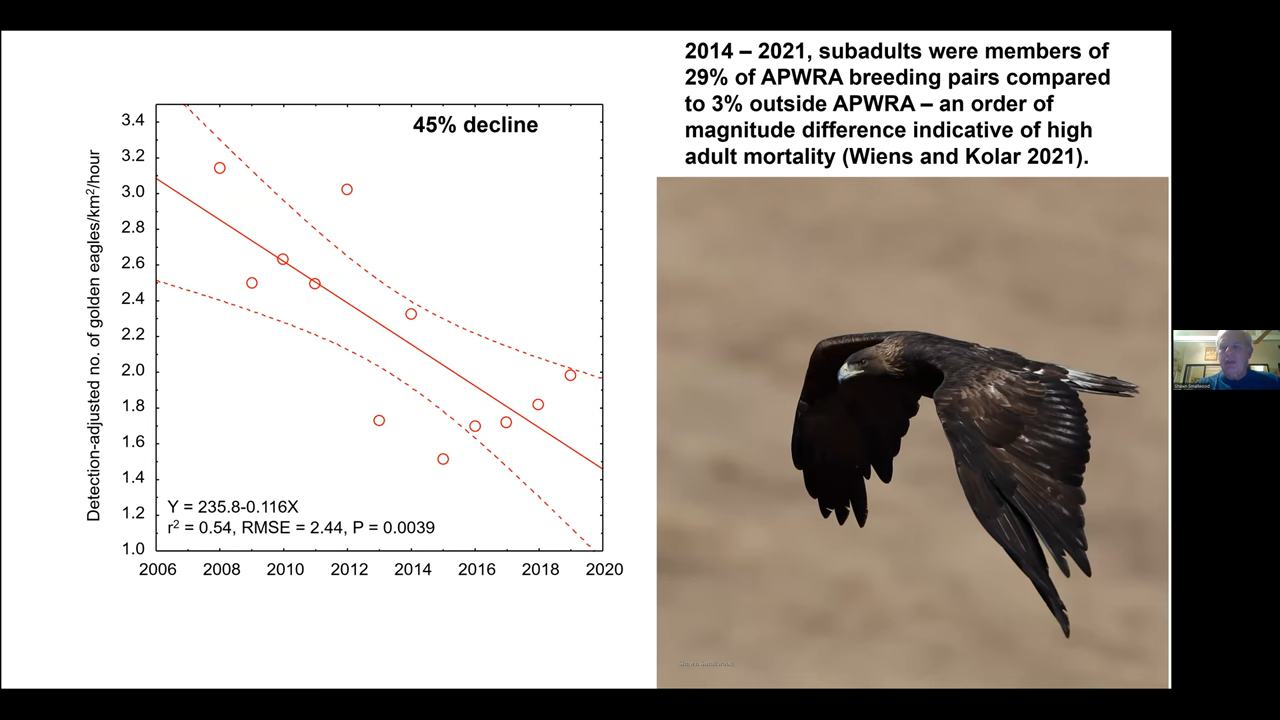 2014 – 2021, subadults were members of
29% of APWRA breeding pairs compared
to 3% outside APWRA – an order of
magnitude difference indicative of high
adult mortality (Wiens and Kolar 2021).
45% decline
Detection-adjusted no. of golden eagles/km²/hour
3.4
3.2
3.0
2.8
2.6
2.4
2.2
2.0
1.8
1.6
1.4
1.2
1.0
Y = 235.8-0.116X
r² = 0.54, RMSE = 2.44, P = 0.0039
2006 2008 2010 2012 2014 2016 2018 2020
Shawn Smallwood
Shawn Smallwood